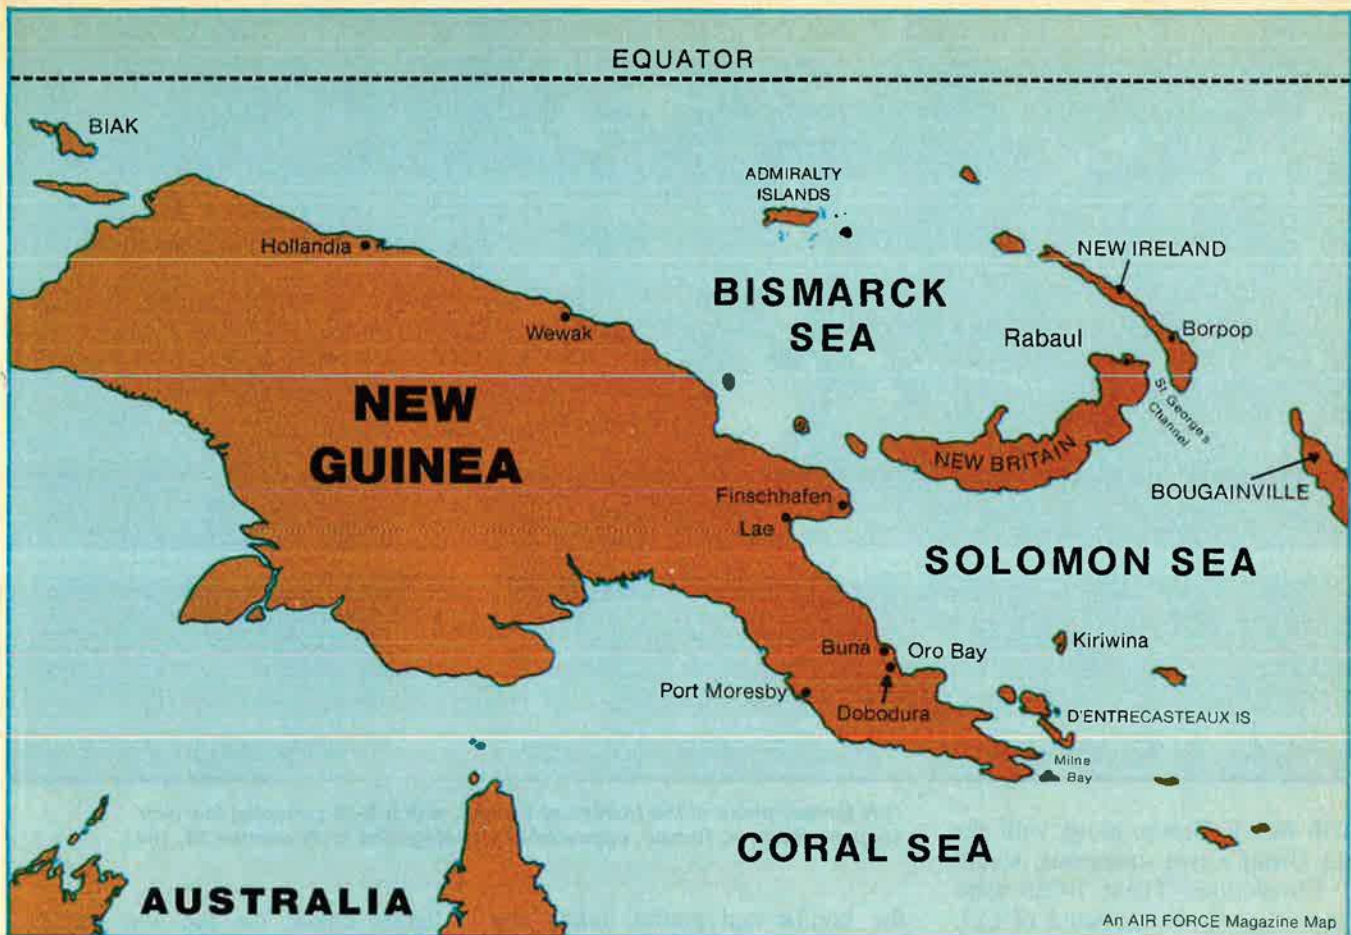 EQUATOR
BIAK
ADMIRALTY
ISLANDS
Hollandia
NEW IRELAND
BISMARCK
SEA
Wewak
Rabaul
Borpop
St. George's
Channel
NEW
GUINEA
NEW BRITAIN
BOUGAINVILLE
Finschhafen
Lae
SOLOMON SEA
Buna
Oro Bay
Kiriwina
Port Moresby
Dobodura
D'ENTRECASTEAUX IS
Milne
Bay
CORAL SEA
AUSTRALIA
An AIR FORCE Magazine Map